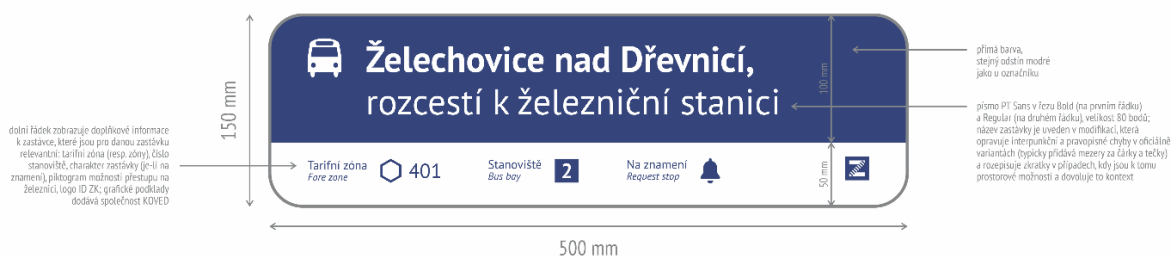 Želechovice nad Dřevnicí,
rozcestí k železniční stanici
Tarifní zóna
Fare zone
401
Stanoviště
Bus bay
2
Na znamení
Request stop
150 mm
100 mm
50 mm
500 mm
dolní řádek zobrazuje doplňkové informace
k zastávce, které jsou pro danou zastávku
relevantní: tarifní zóna (resp. zóny), číslo
stanoviště, charakter zastávky (je-li na
znamení), piktogram možnosti přestupu na
železnici, logo ID ZK; grafické podklady
dodává společnost KOVED
přímá barva,
stejný odstín modré
jako u označníku
písmo PT Sans v řezu Bold (na prvním řádku)
a Regular (na druhém řádku), velikost 80 bodů;
název zastávky je uveden v modifikaci, která
opravuje interpunkční a pravopisné chyby v oficiálně
variantách (typicky přidává mezery za čárky a tečky)
a rozepisuje zkratky v případech, kdy jsou k tomu
prostorové možnosti a dovoluje to kontext